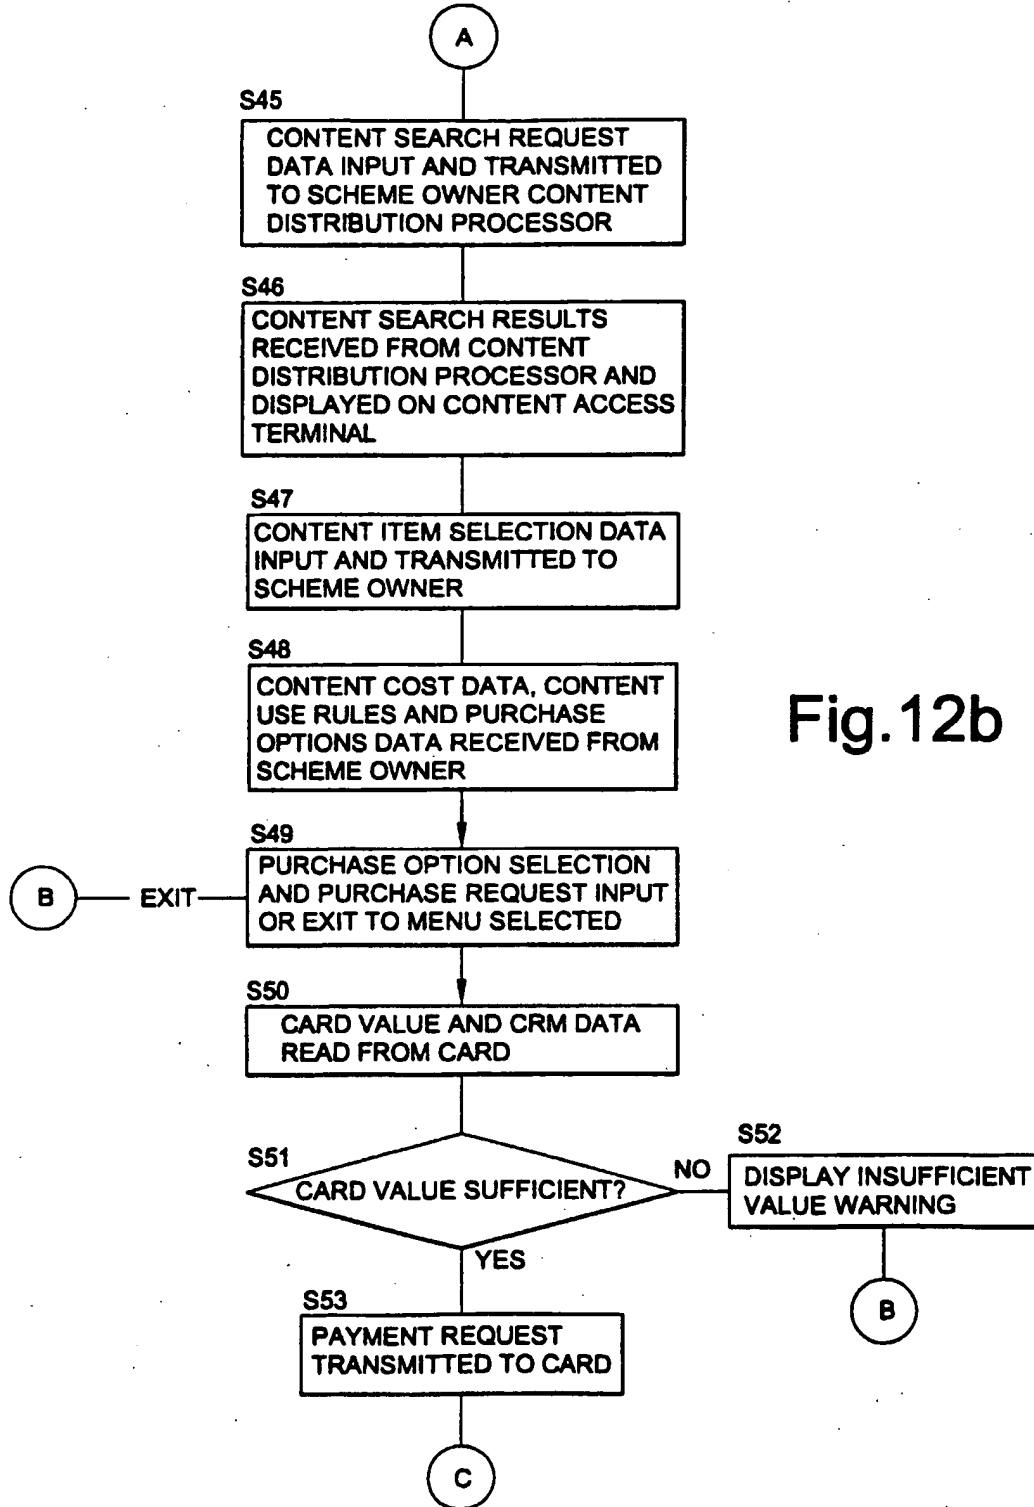 A
S45
CONTENT SEARCH REQUEST
DATA INPUT AND TRANSMITTED
TO SCHEME OWNER CONTENT
DISTRIBUTION PROCESSOR
S46
CONTENT SEARCH RESULTS
RECEIVED FROM CONTENT
DISTRIBUTION PROCESSOR AND
DISPLAYED ON CONTENT ACCESS
TERMINAL
S47
CONTENT ITEM SELECTION DATA
INPUT AND TRANSMITTED TO
SCHEME OWNER
S48
CONTENT COST DATA, CONTENT
USE RULES AND PURCHASE
OPTIONS DATA RECEIVED FROM
SCHEME OWNER
Fig.12b
S49
PURCHASE OPTION SELECTION
AND PURCHASE REQUEST INPUT
OR EXIT TO MENU SELECTED
B
EXIT
S50
CARD VALUE AND CRM DATA
READ FROM CARD
S51
CARD VALUE SUFFICIENT?
NO
S52
DISPLAY INSUFFICIENT
VALUE WARNING
B
YES
S53
PAYMENT REQUEST
TRANSMITTED TO CARD
C